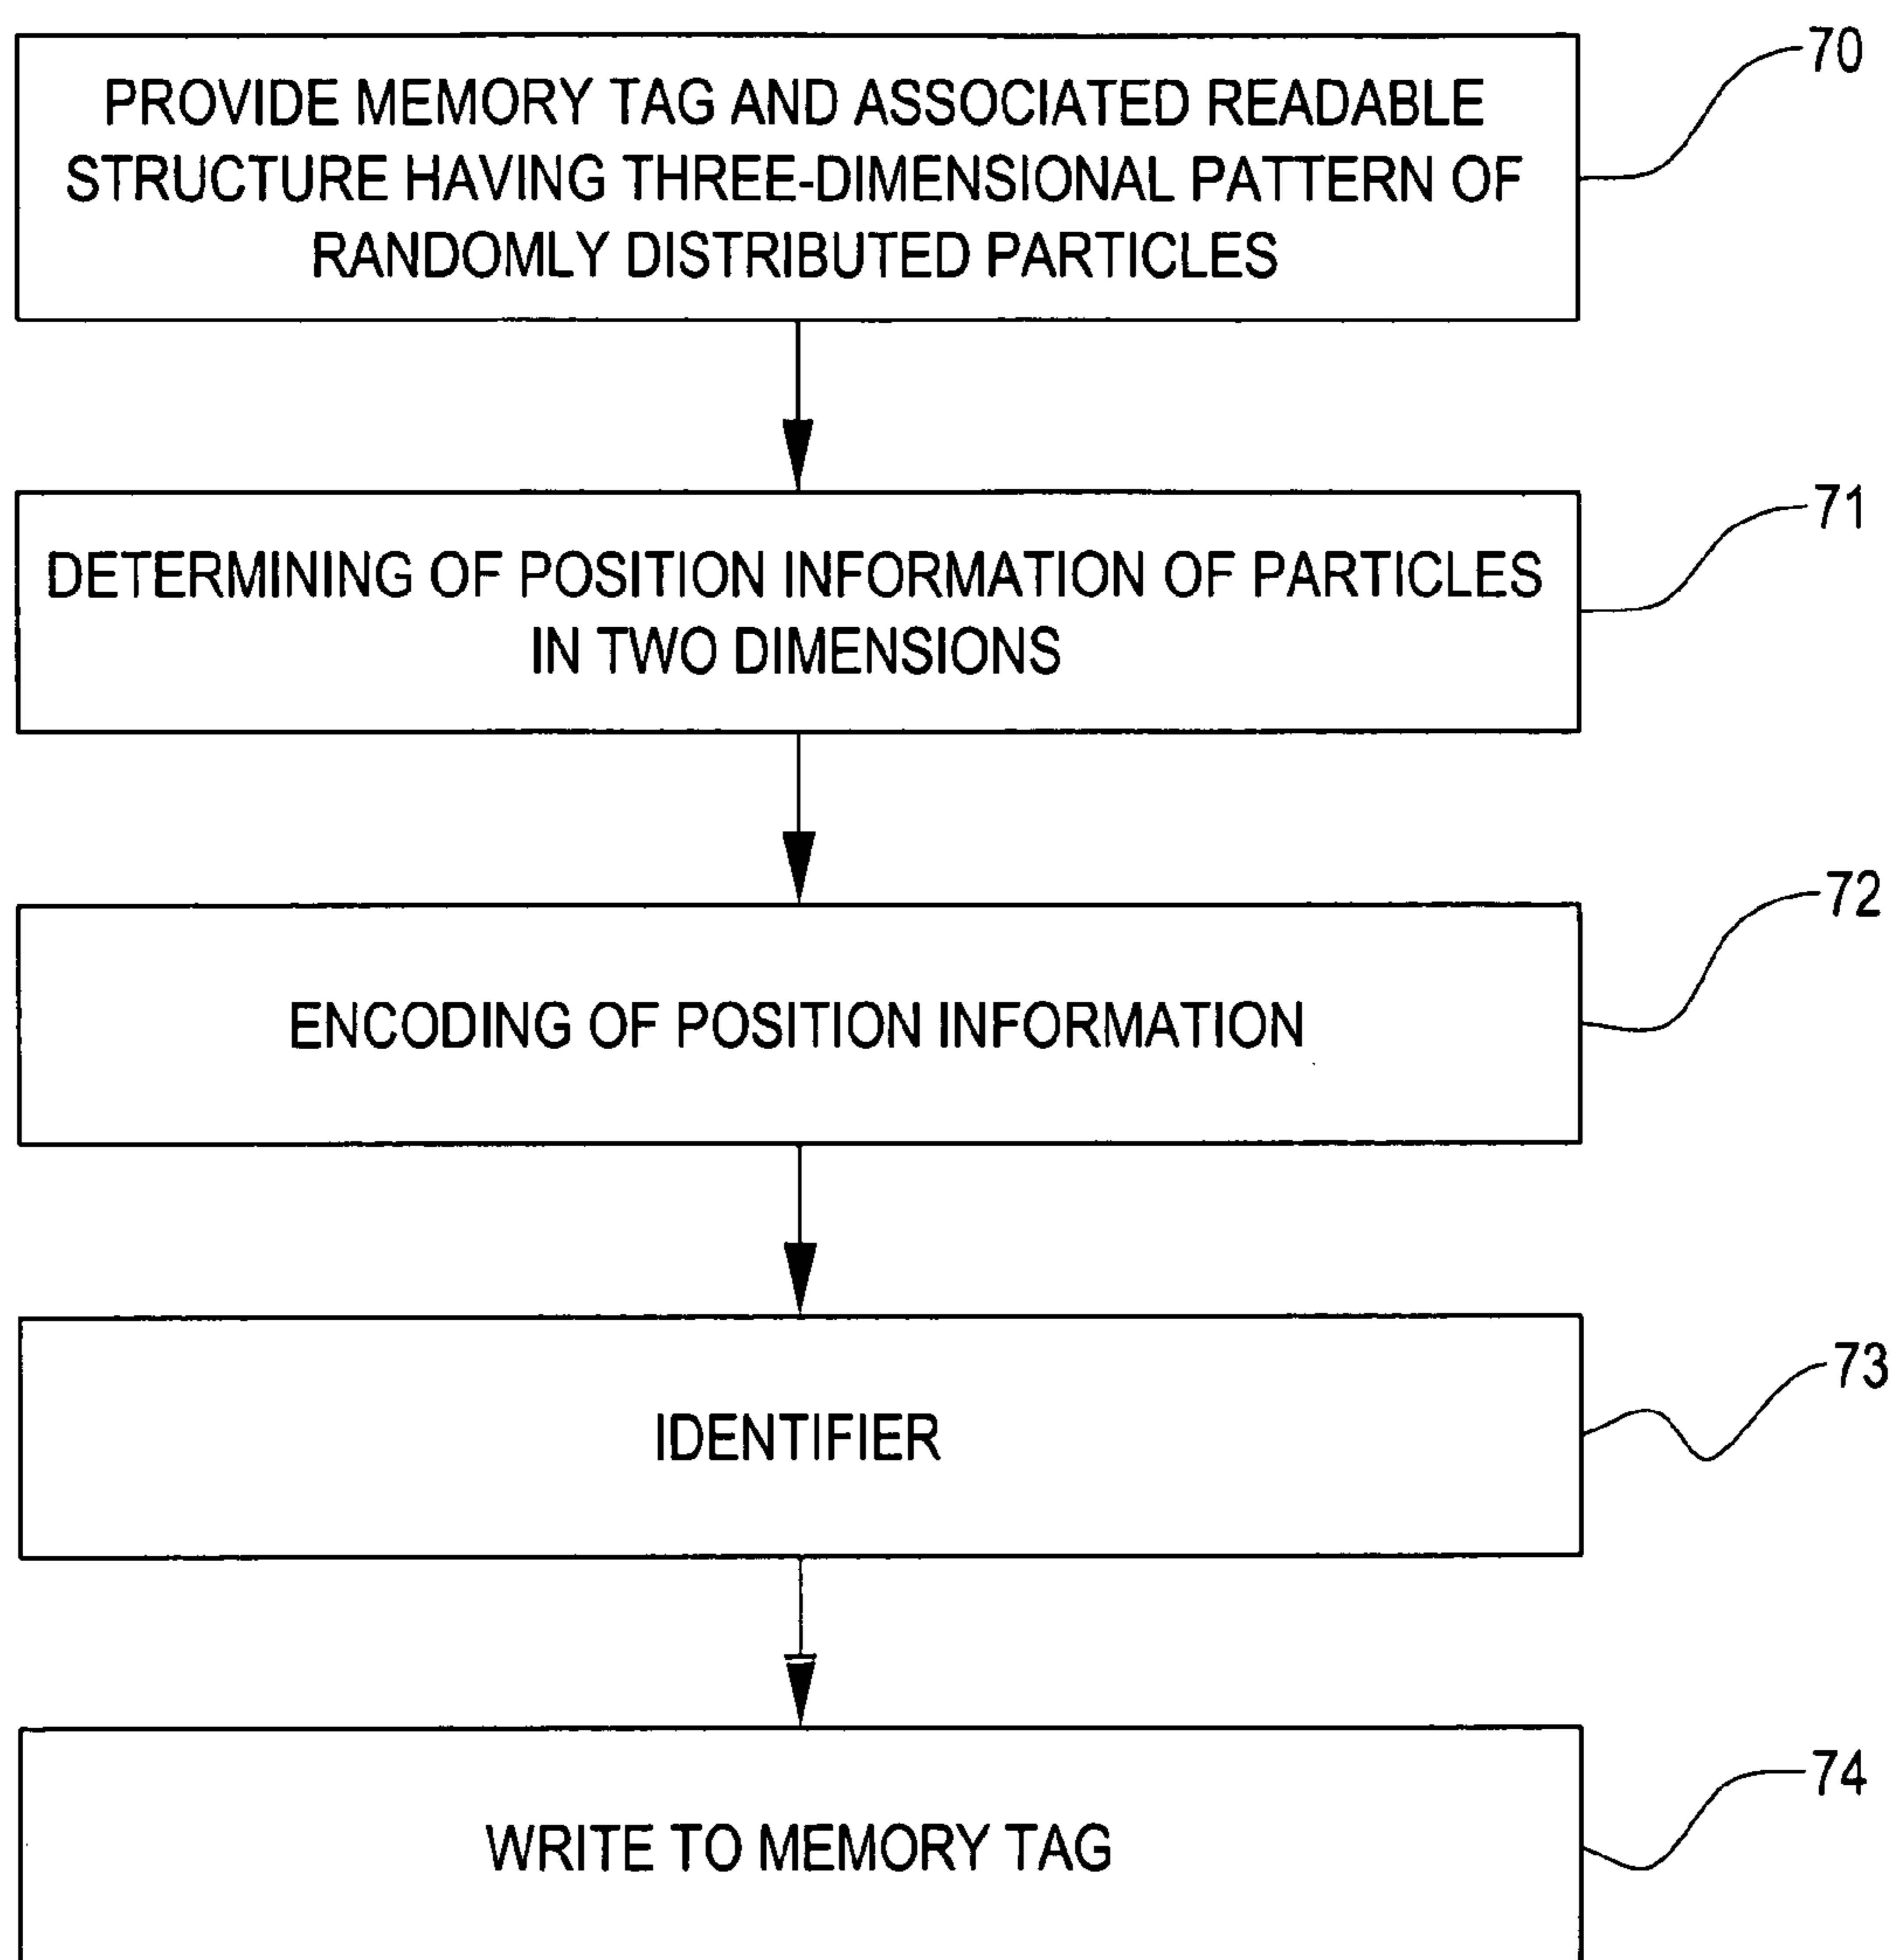 70
PROVIDE MEMORY TAG AND ASSOCIATED READABLE
STRUCTURE HAVING THREE-DIMENSIONAL PATTERN OF
RANDOMLY DISTRIBUTED PARTICLES
71
DETERMINING OF POSITION INFORMATION OF PARTICLES
IN TWO DIMENSIONS
72
ENCODING OF POSITION INFORMATION
73
IDENTIFIER
74
WRITE TO MEMORY TAG